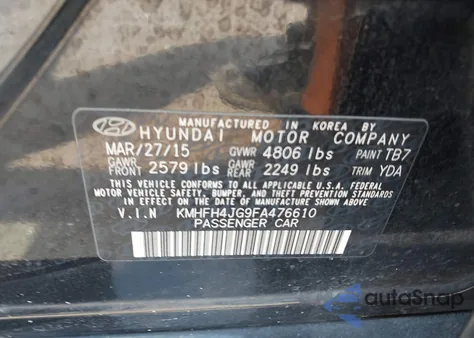 MANUFACTURED IN KOREA BY
HYUNDAI MOTOR COMPANY
MAR/27/15 GVWR 4806 lbs PAINT TB7
GAWR FRONT 2579 lbs GAWR REAR 2249 lbs TRIM YDA
THIS VEHICLE CONFORMS TO ALL APPLICABLE U.S.A. FEDERAL
MOTOR VEHICLE SAFETY, BUMPER, AND THEFT PREVENTION STANDARDS
IN EFFECT ON THE DATE OF MANUFACTURE SHOWN ABOVE.
V.I.N KMHFH4JG9FA476610
PASSENGER CAR
autoSnap